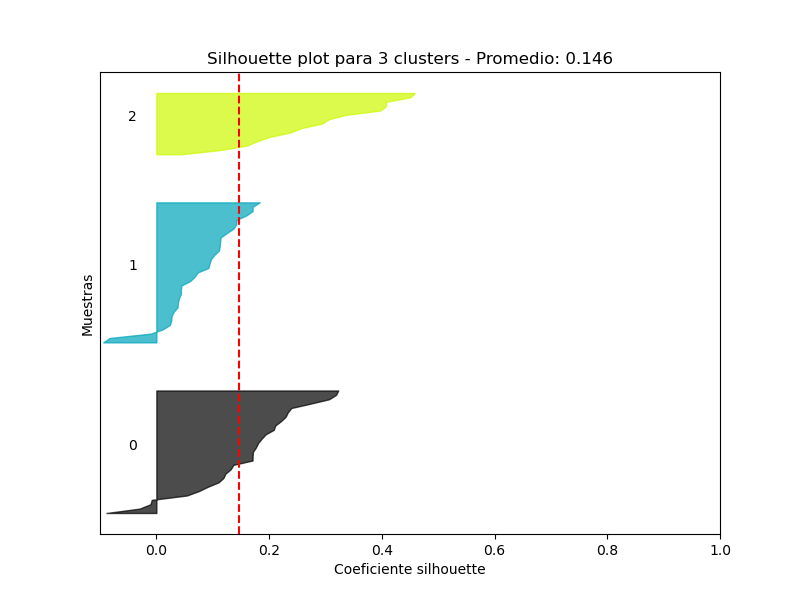 Silhouette plot para 3 clusters - Promedio: 0.146
2
1
0
Muestras
0.0 0.2 0.4 0.6 0.8 1.0
Coeficiente silhouette